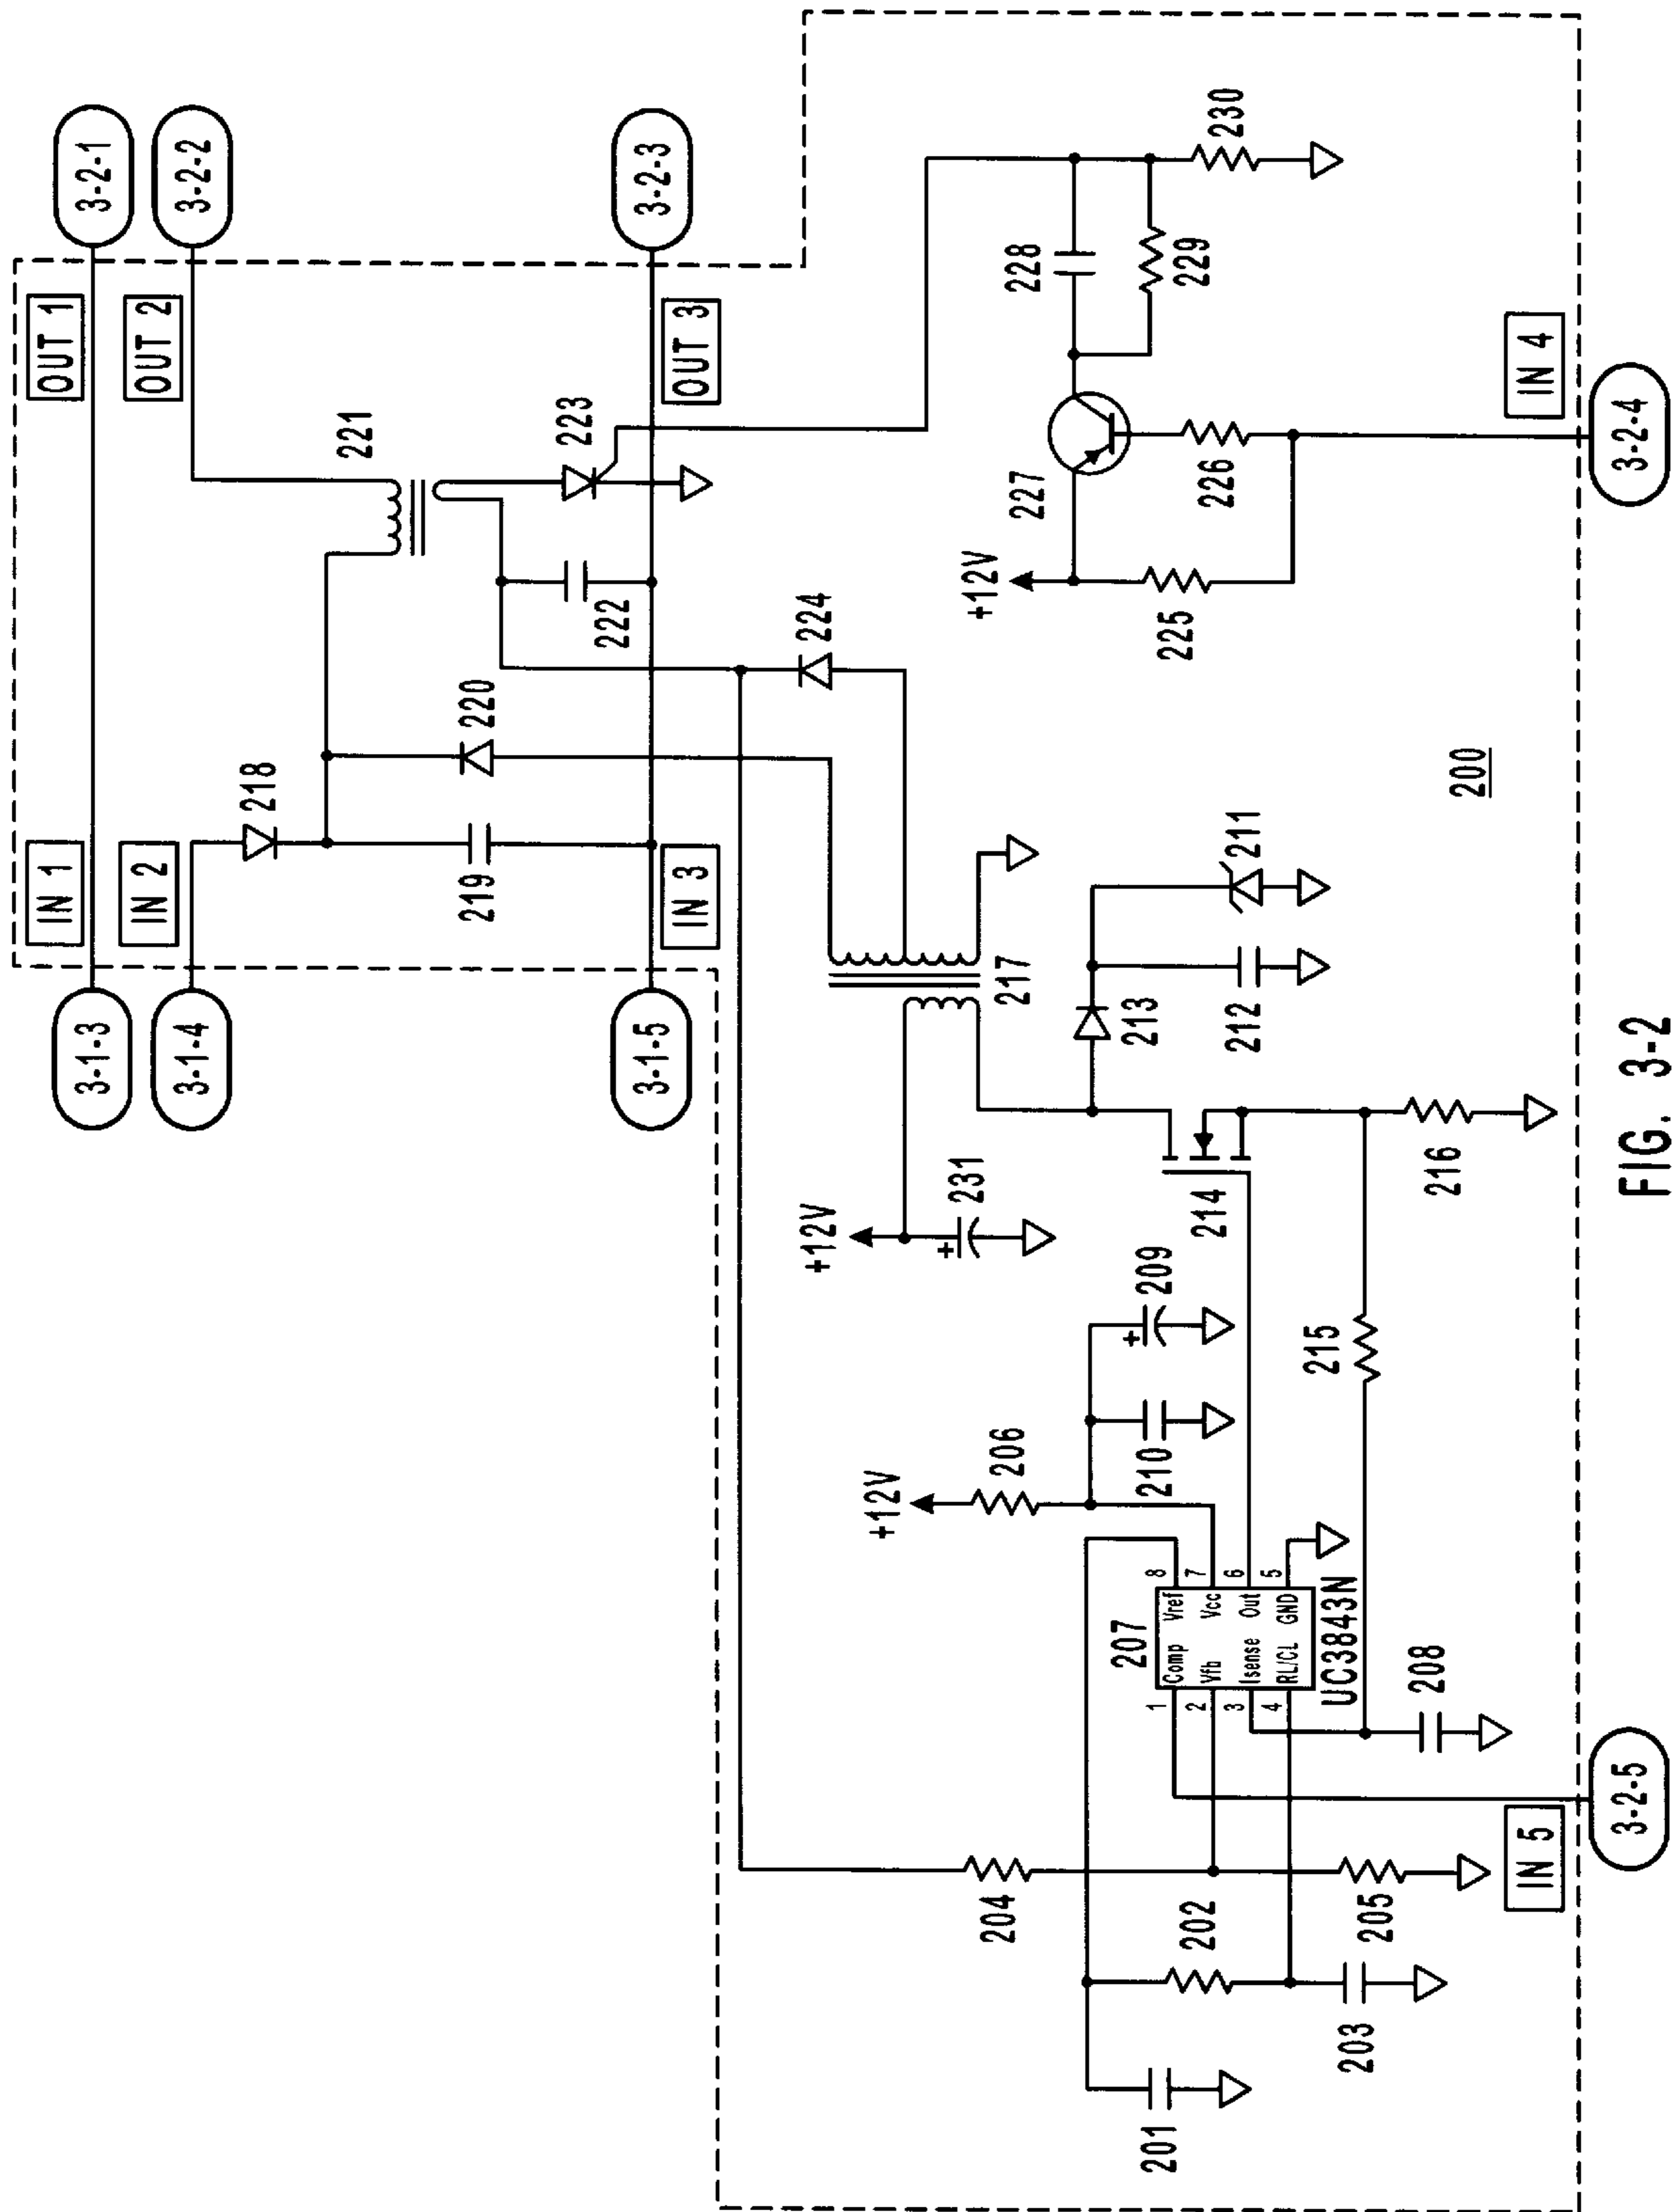 3-1-3
IN 1
OUT 1
3-2-1
3-1-4
IN 2
218
OUT 2
3-2-2
221
219
220
223
222
3-1-5
IN 3
OUT 3
3-2-3
224
217
+12V
231
+12V
206
210
209
213
212
211
+12V
227
228
229
230
225
226
204
202
201
203
205
207
1 Comp
2 Vfb
3 Isense
4 RL/CL
Vref 8
Vcc 7
Out 6
GND 5
UC3843N
208
214
215
216
200
IN 5
3-2-5
IN 4
3-2-4
FIG. 3-2